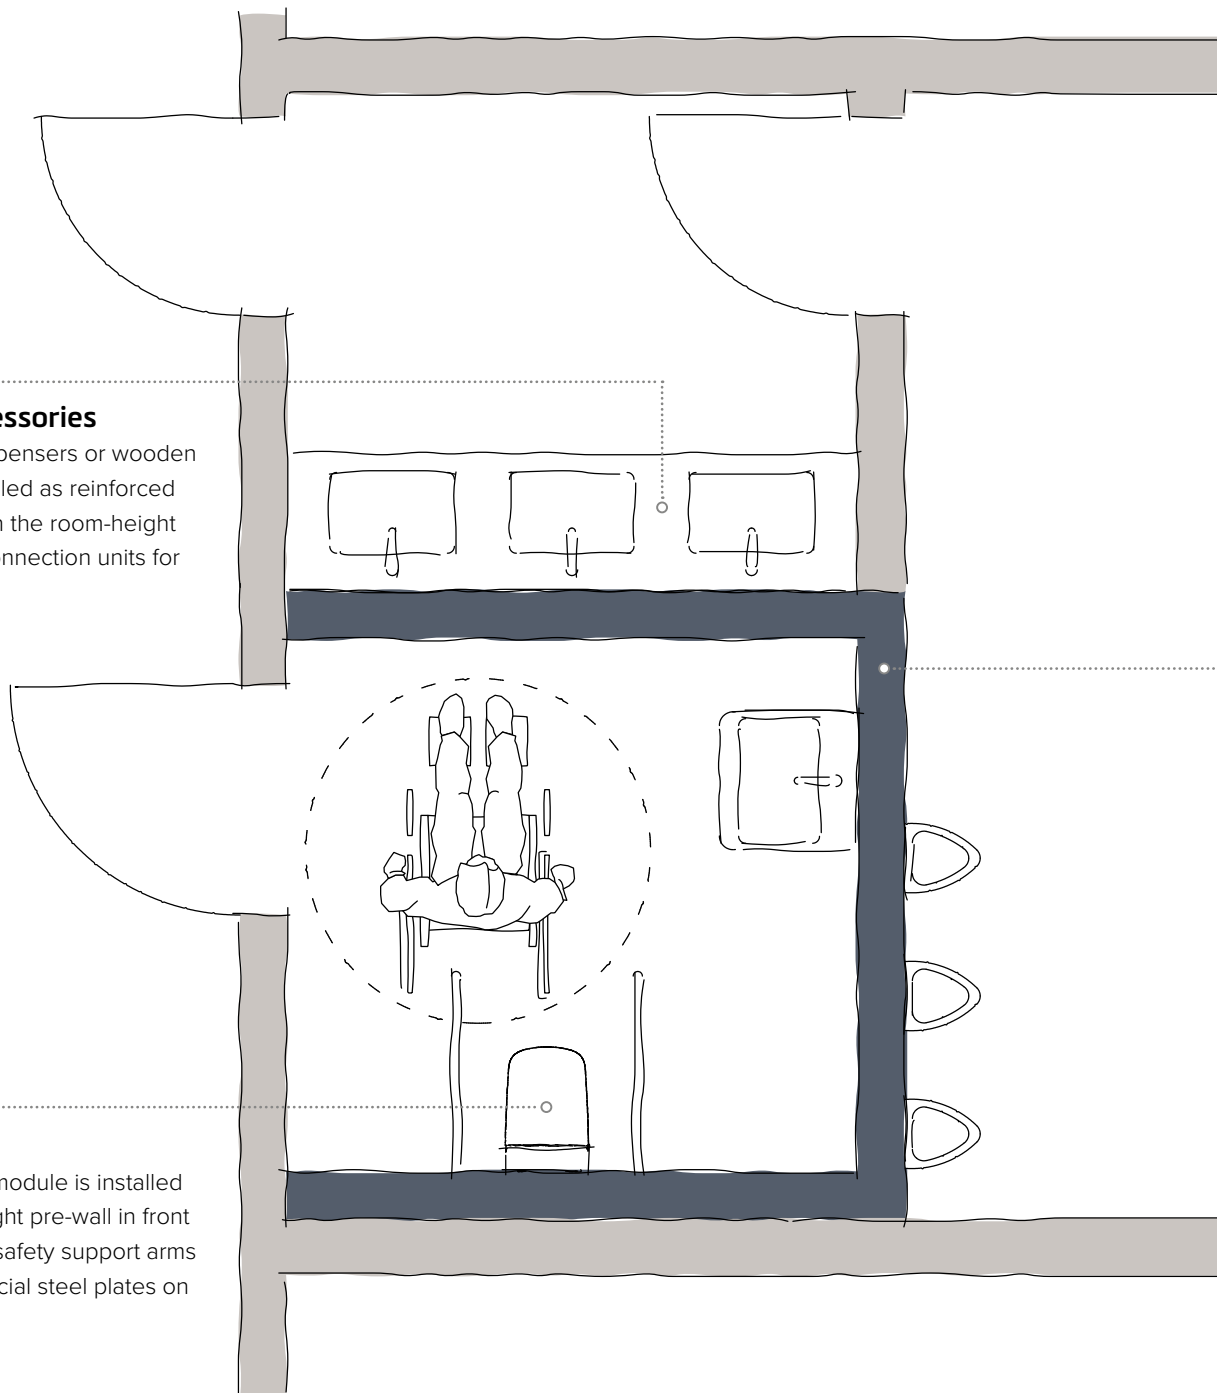 essories
pensers or wooden
led as reinforced
n the room-height
nnection units for
module is installed
ght pre-wall in front
safety support arms
cial steel plates on